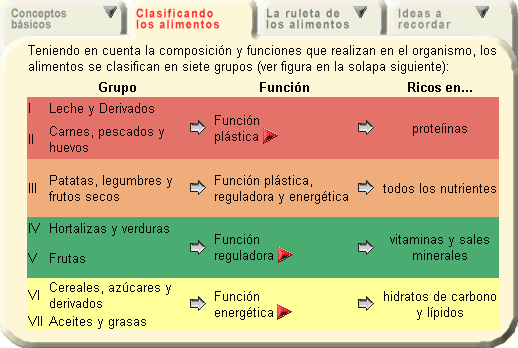 Conceptos básicos
Clasificando los alimentos
La ruleta de los alimentos
Ideas a recordar
Teniendo en cuenta la composición y funciones que realizan en el organismo, los
alimentos se clasifican en siete grupos (ver figura en la solapa siguiente):
Grupo Función Ricos en...
I Leche y Derivados
II Carnes, pescados y
huevos
Función
plástica
proteíinas
III Patatas, legumbres y
frutos secos
Función plástica,
reguladora y energética
todos los nutrientes
IV Hortalizas y verduras
V Frutas
Función
reguladora
vitaminas y sales
minerales
VI Cereales, azúcares y
derivados
VII Aceites y grasas
Función
energética
hidratos de carbono
y lípidos